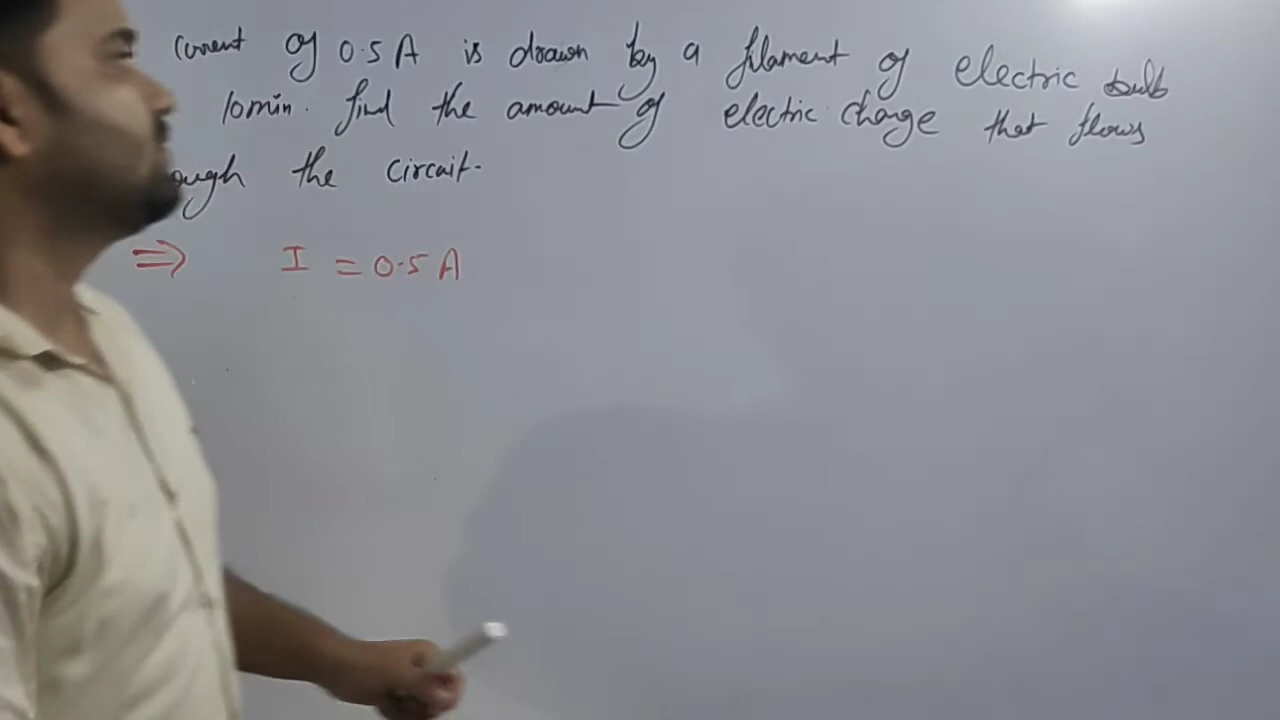 current of 0.5 A is drawn by a filament of electric bulb
10min. find the amount of electric charge that flows
ough the circuit.
⇒ I = 0.5 A